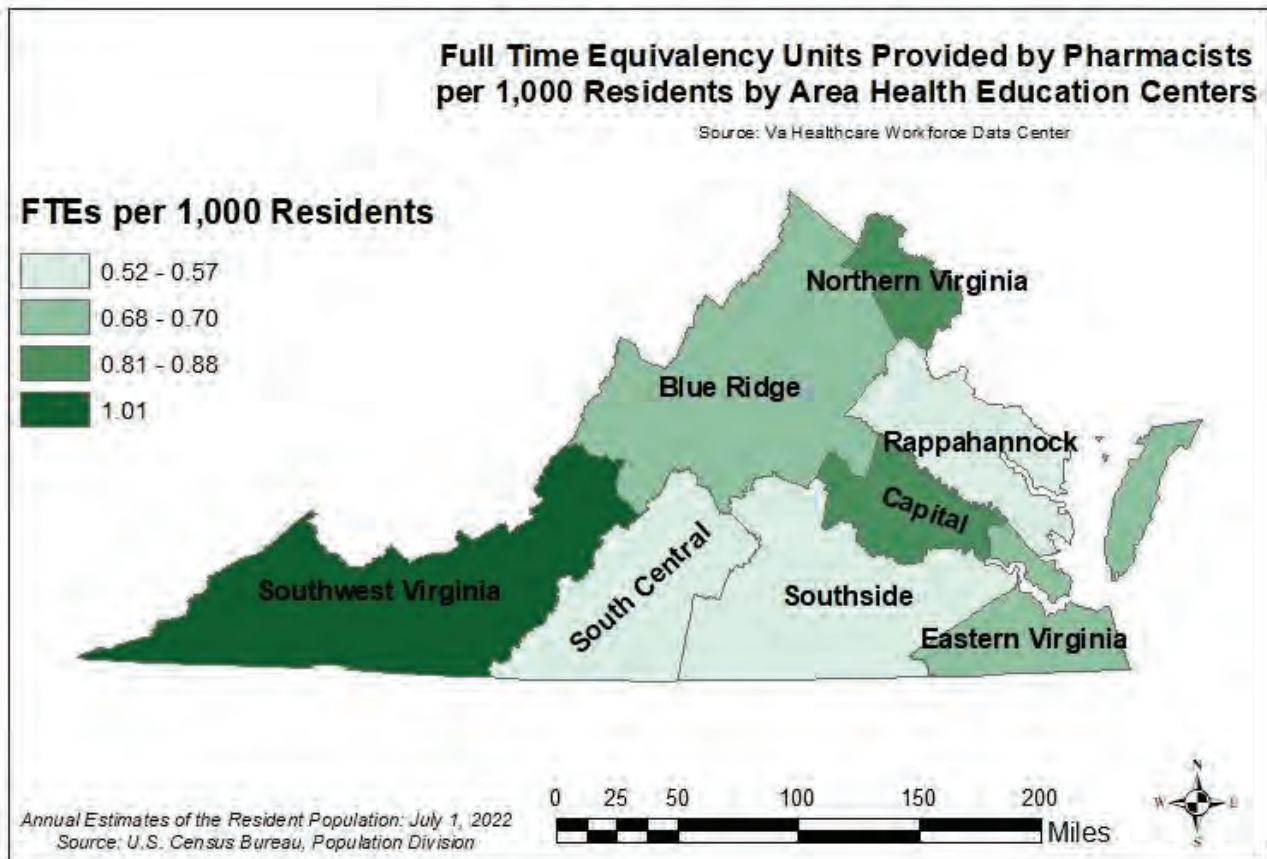 Full Time Equivalency Units Provided by Pharmacists
per 1,000 Residents by Area Health Education Centers
Source: Va Healthcare Workforce Data Center
FTEs per 1,000 Residents
0.52 - 0.57
0.68 - 0.70
0.81 - 0.88
1.01
Northern Virginia
Blue Ridge
Rappahannock
Capital
Southwest Virginia
South Central
Southside
Eastern Virginia
Annual Estimates of the Resident Population: July 1, 2022
Source: U.S. Census Bureau, Population Division
0 25 50 100 150 200
Miles
N
W E
S